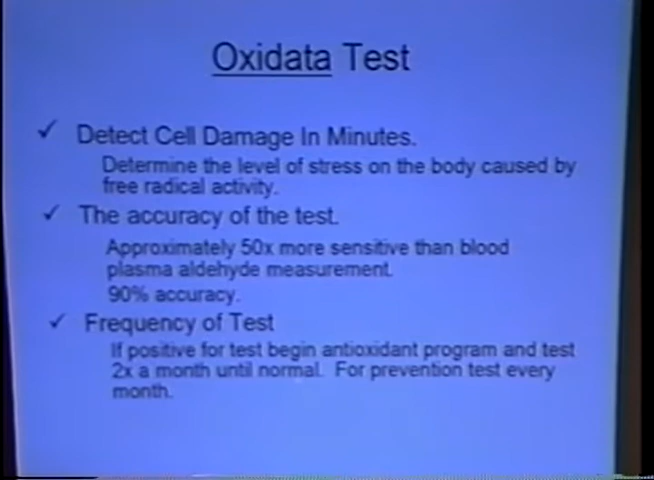 Oxidata Test
✓ Detect Cell Damage In Minutes.
Determine the level of stress on the body caused by
free radical activity.
✓ The accuracy of the test.
Approximately 50x more sensitive than blood
plasma aldehyde measurement.
90% accuracy.
✓ Frequency of Test
If positive for test begin antioxidant program and test
2x a month until normal. For prevention test every
month.